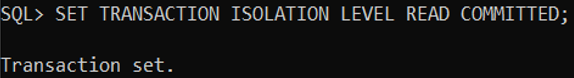 SQL> SET TRANSACTION ISOLATION LEVEL READ COMMITTED;
Transaction set.